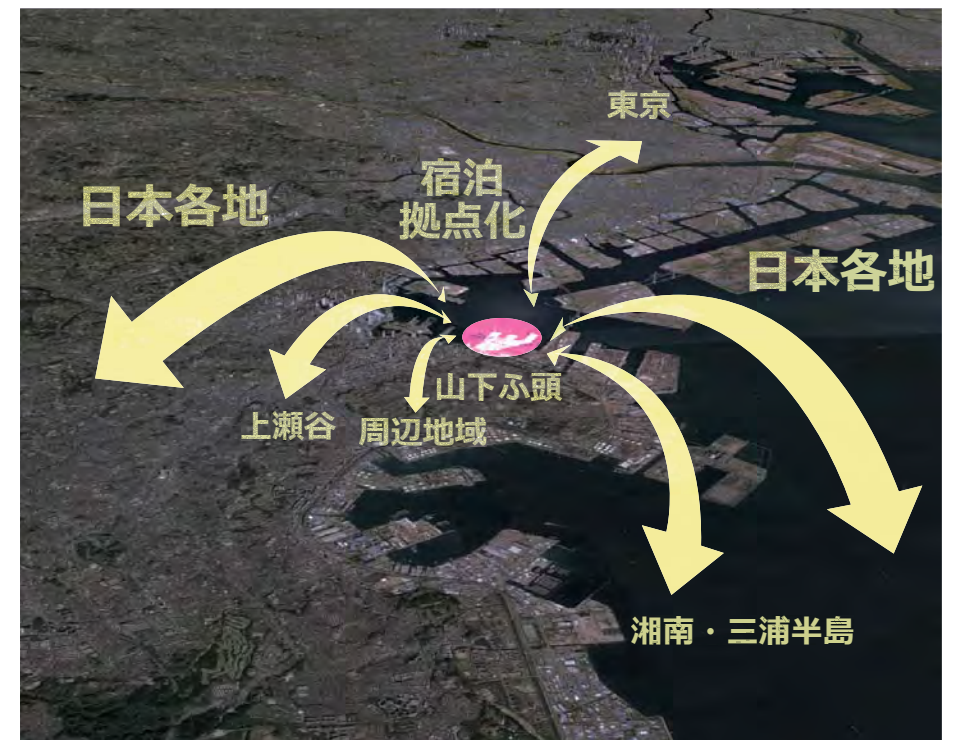 東京
宿泊
拠点化
日本各地
日本各地
山下ふ頭
上瀬谷
周辺地域
湘南・三浦半島